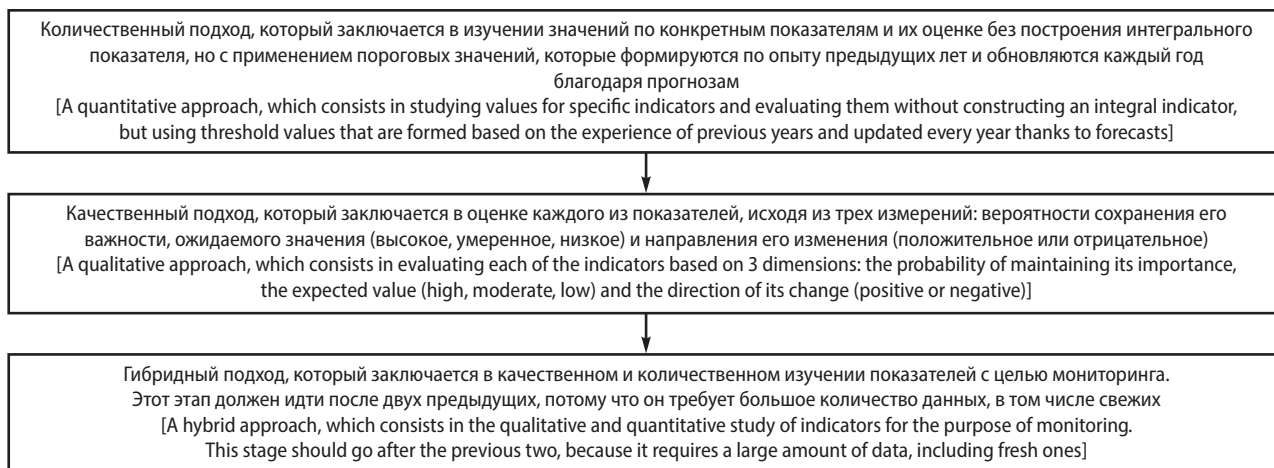 Количественный подход, который заключается в изучении значений по конкретным показателям и их оценке без построения интегрального
показателя, но с применением пороговых значений, которые формируются по опыту предыдущих лет и обновляются каждый год
благодаря прогнозам
[A quantitative approach, which consists in studying values for specific indicators and evaluating them without constructing an integral indicator,
but using threshold values that are formed based on the experience of previous years and updated every year thanks to forecasts]
Качественный подход, который заключается в оценке каждого из показателей, исходя из трех измерений: вероятности сохранения его
важности, ожидаемого значения (высокое, умеренное, низкое) и направления его изменения (положительное или отрицательное)
[A qualitative approach, which consists in evaluating each of the indicators based on 3 dimensions: the probability of maintaining its importance,
the expected value (high, moderate, low) and the direction of its change (positive or negative)]
Гибридный подход, который заключается в качественном и количественном изучении показателей с целью мониторинга.
Этот этап должен идти после двух предыдущих, потому что он требует большое количество данных, в том числе свежих
[A hybrid approach, which consists in the qualitative and quantitative study of indicators for the purpose of monitoring.
This stage should go after the previous two, because it requires a large amount of data, including fresh ones]